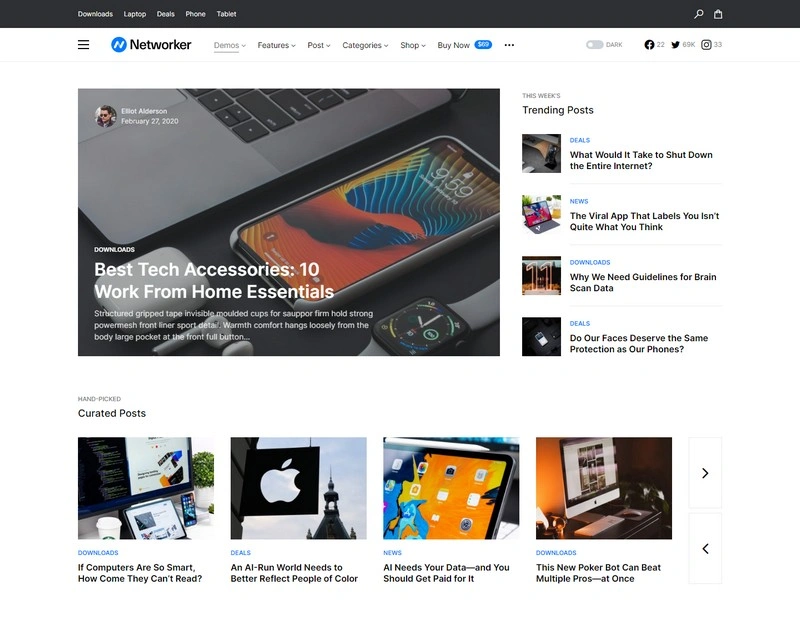 Downloads Laptop Deals Phone Tablet
Networker Demos Features Post Categories Shop Buy Now $69 DARK 22 69K 33
Elliot Alderson
February 27, 2020
9:59
DOWNLOADS
Best Tech Accessories: 10
Work From Home Essentials
Structured gripped tape invisible moulded cups for sauppor firm hold strong
powermesh front liner sport detail. Warmth comfort hangs loosely from the
body large pocket at the front full button...
THIS WEEK'S
Trending Posts
DEALS
What Would It Take to Shut Down
the Entire Internet?
NEWS
The Viral App That Labels You Isn't
Quite What You Think
DOWNLOADS
Why We Need Guidelines for Brain
Scan Data
DEALS
Do Our Faces Deserve the Same
Protection as Our Phones?
HAND-PICKED
Curated Posts
DOWNLOADS
If Computers Are So Smart,
How Come They Can't Read?
DEALS
An AI-Run World Needs to
Better Reflect People of Color
NEWS
AI Needs Your Data—and You
Should Get Paid for It
DOWNLOADS
This New Poker Bot Can Beat
Multiple Pros—at Once